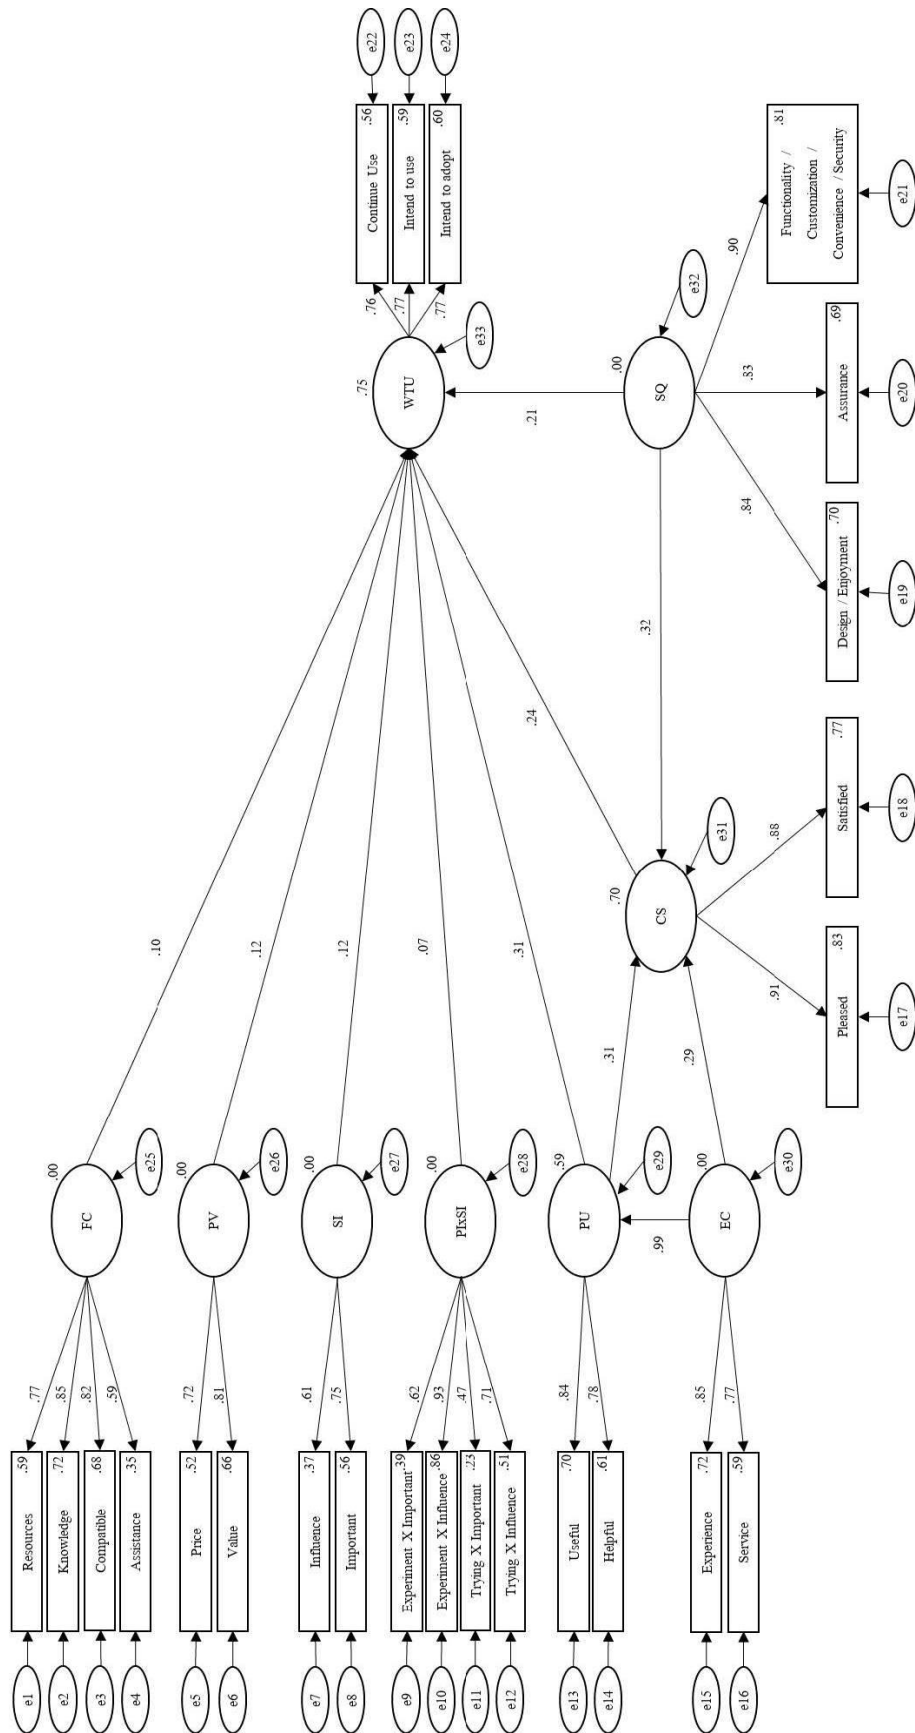 e1
Resources
.59
.77
e2
Knowledge
.72
.85
e3
Compatible
.68
.82
e4
Assistance
.35
.59
FC
.00
e25
.10
e5
Price
.52
.72
e6
Value
.66
.81
PV
.00
e26
.12
e7
Influence
.37
.61
e8
Important
.56
.75
SI
.00
e27
.12
e9
Experiment X Important
.39
.62
e10
Experiment X Influence
.86
.93
e11
Trying X Important
.23
.47
e12
Trying X Influence
.51
.71
PIxSI
.00
e28
.07
e13
Useful
.70
.84
e14
Helpful
.61
.78
PU
.59
e29
.31
.31
.99
e15
Experience
.72
.85
e16
Service
.59
.77
EC
.00
e30
.29
CS
.70
e31
.24
.32
.91
Pleased
.83
e17
.88
Satisfied
.77
e18
SQ
.00
e32
.21
.84
Design / Enjoyment
.70
e19
.83
Assurance
.69
e20
.90
Functionality /
Customization /
Convenience / Security
.81
e21
WTU
.75
e33
.76
Continue Use
.56
e22
.77
Intend to use
.59
e23
.77
Intend to adopt
.60
e24